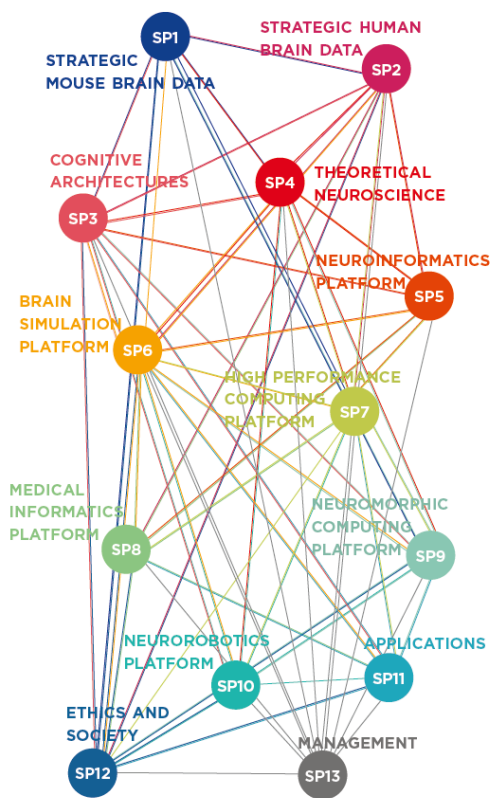 SP1
STRATEGIC
MOUSE BRAIN DATA
STRATEGIC HUMAN
BRAIN DATA
SP2
COGNITIVE
ARCHITECTURES
SP3
SP4
THEORETICAL
NEUROSCIENCE
NEUROINFORMATICS
PLATFORM
SP5
BRAIN
SIMULATION
PLATFORM
SP6
HIGH PERFORMANCE
COMPUTING
PLATFORM
SP7
MEDICAL
INFORMATICS
PLATFORM
SP8
NEUROMORPHIC
COMPUTING
PLATFORM
SP9
NEUROROBOTICS
PLATFORM
SP10
APPLICATIONS
SP11
ETHICS AND
SOCIETY
SP12
MANAGEMENT
SP13